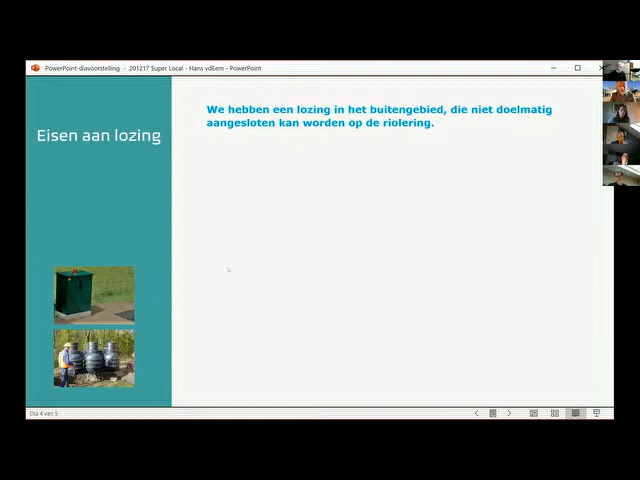 PowerPoint-diavoorstelling - 201217 Super Local - Hans vdEem - PowerPoint
Eisen aan lozing
We hebben een lozing in het buitengebied, die niet doelmatig
aangesloten kan worden op de riolering.
Dia 4 van 5